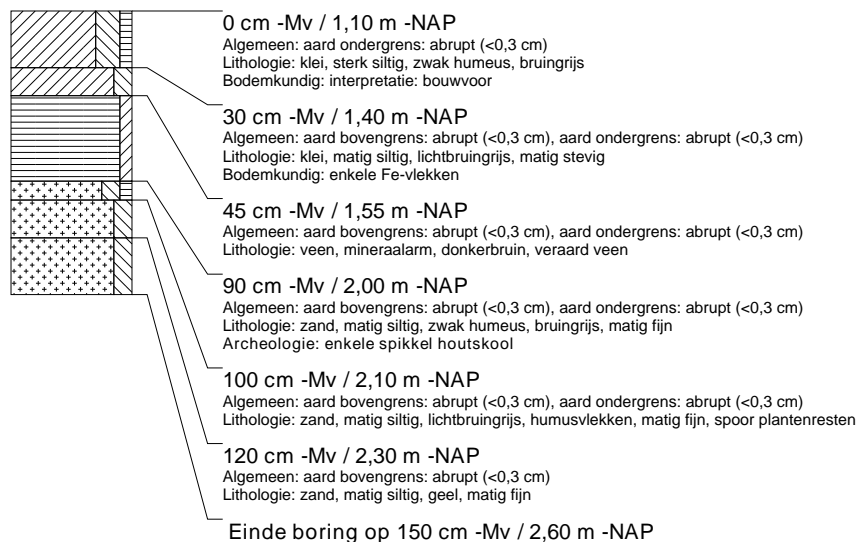 0 cm -Mv / 1,10 m -NAP
Algemeen: aard ondergrens: abrupt (<0,3 cm)
Lithologie: klei, sterk siltig, zwak humeus, bruingrijs
Bodemkundig: interpretatie: bouwvoor
30 cm -Mv / 1,40 m -NAP
Algemeen: aard bovengrens: abrupt (<0,3 cm), aard ondergrens: abrupt (<0,3 cm)
Lithologie: klei, matig siltig, lichtbruingrijs, matig stevig
Bodemkundig: enkele Fe-vlekken
45 cm -Mv / 1,55 m -NAP
Algemeen: aard bovengrens: abrupt (<0,3 cm), aard ondergrens: abrupt (<0,3 cm)
Lithologie: veen, mineraalarm, donkerbruin, veraard veen
90 cm -Mv / 2,00 m -NAP
Algemeen: aard bovengrens: abrupt (<0,3 cm), aard ondergrens: abrupt (<0,3 cm)
Lithologie: zand, matig siltig, zwak humeus, bruingrijs, matig fijn
Archeologie: enkele spikkel houtskool
100 cm -Mv / 2,10 m -NAP
Algemeen: aard bovengrens: abrupt (<0,3 cm), aard ondergrens: abrupt (<0,3 cm)
Lithologie: zand, matig siltig, lichtbruingrijs, humusvlekken, matig fijn, spoor plantenresten
120 cm -Mv / 2,30 m -NAP
Algemeen: aard bovengrens: abrupt (<0,3 cm)
Lithologie: zand, matig siltig, geel, matig fijn
Einde boring op 150 cm -Mv / 2,60 m -NAP